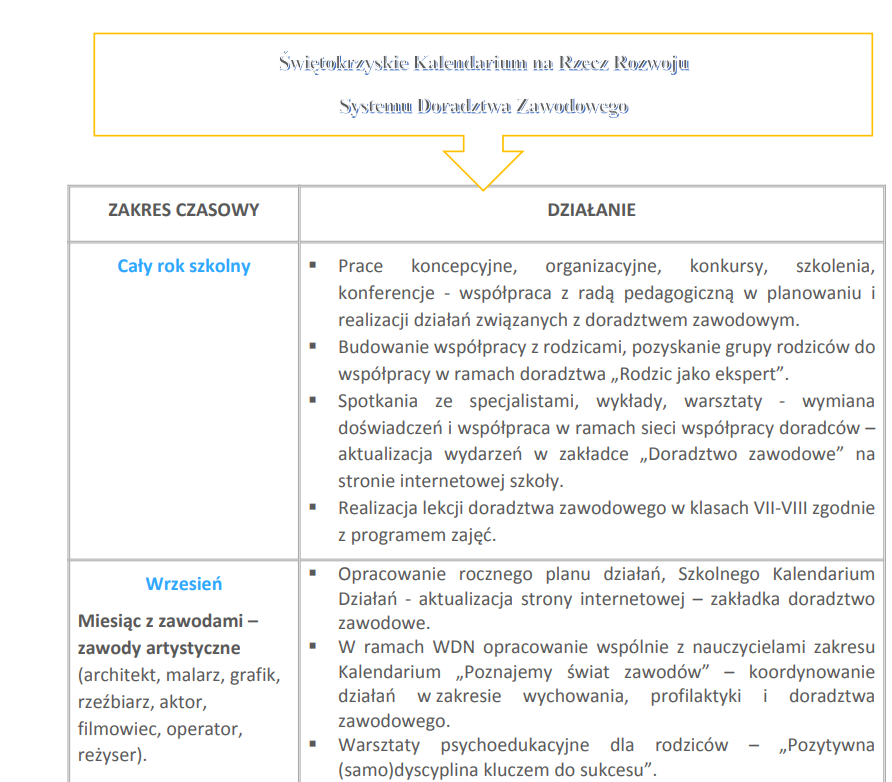 Świętokrzyskie Kalendarium na Rzecz Rozwoju
Systemu Doradztwa Zawodowego
ZAKRES CZASOWY
DZIAŁANIE
Cały rok szkolny
▪ Prace koncepcyjne, organizacyjne, konkursy, szkolenia,
konferencje - współpraca z radą pedagogiczną w planowaniu i
realizacji działań związanych z doradztwem zawodowym.
▪ Budowanie współpracy z rodzicami, pozyskanie grupy rodziców do
współpracy w ramach doradztwa „Rodzic jako ekspert”.
▪ Spotkania ze specjalistami, wykłady, warsztaty - wymiana
doświadczeń i współpraca w ramach sieci współpracy doradców –
aktualizacja wydarzeń w zakładce „Doradztwo zawodowe” na
stronie internetowej szkoły.
▪ Realizacja lekcji doradztwa zawodowego w klasach VII-VIII zgodnie
z programem zajęć.
Wrzesień
Miesiąc z zawodami –
zawody artystyczne
(architekt, malarz, grafik,
rzeźbiarz, aktor,
filmowiec, operator,
reżyser).
▪ Opracowanie rocznego planu działań, Szkolnego Kalendarium
Działań - aktualizacja strony internetowej – zakładka doradztwo
zawodowe.
▪ W ramach WDN opracowanie wspólnie z nauczycielami zakresu
Kalendarium „Poznajemy świat zawodów” – koordynowanie
działań w zakresie wychowania, profilaktyki i doradztwa
zawodowego.
▪ Warsztaty psychoedukacyjne dla rodziców – „Pozytywna
(samo)dyscyplina kluczem do sukcesu”.